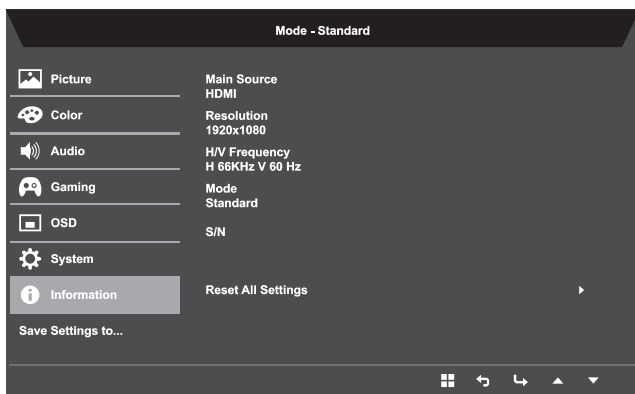 Mode - Standard
Picture
Color
Audio
Gaming
OSD
System
Information
Save Settings to...
Main Source
HDMI
Resolution
1920x1080
H/V Frequency
H 66KHz V 60 Hz
Mode
Standard
S/N
Reset All Settings